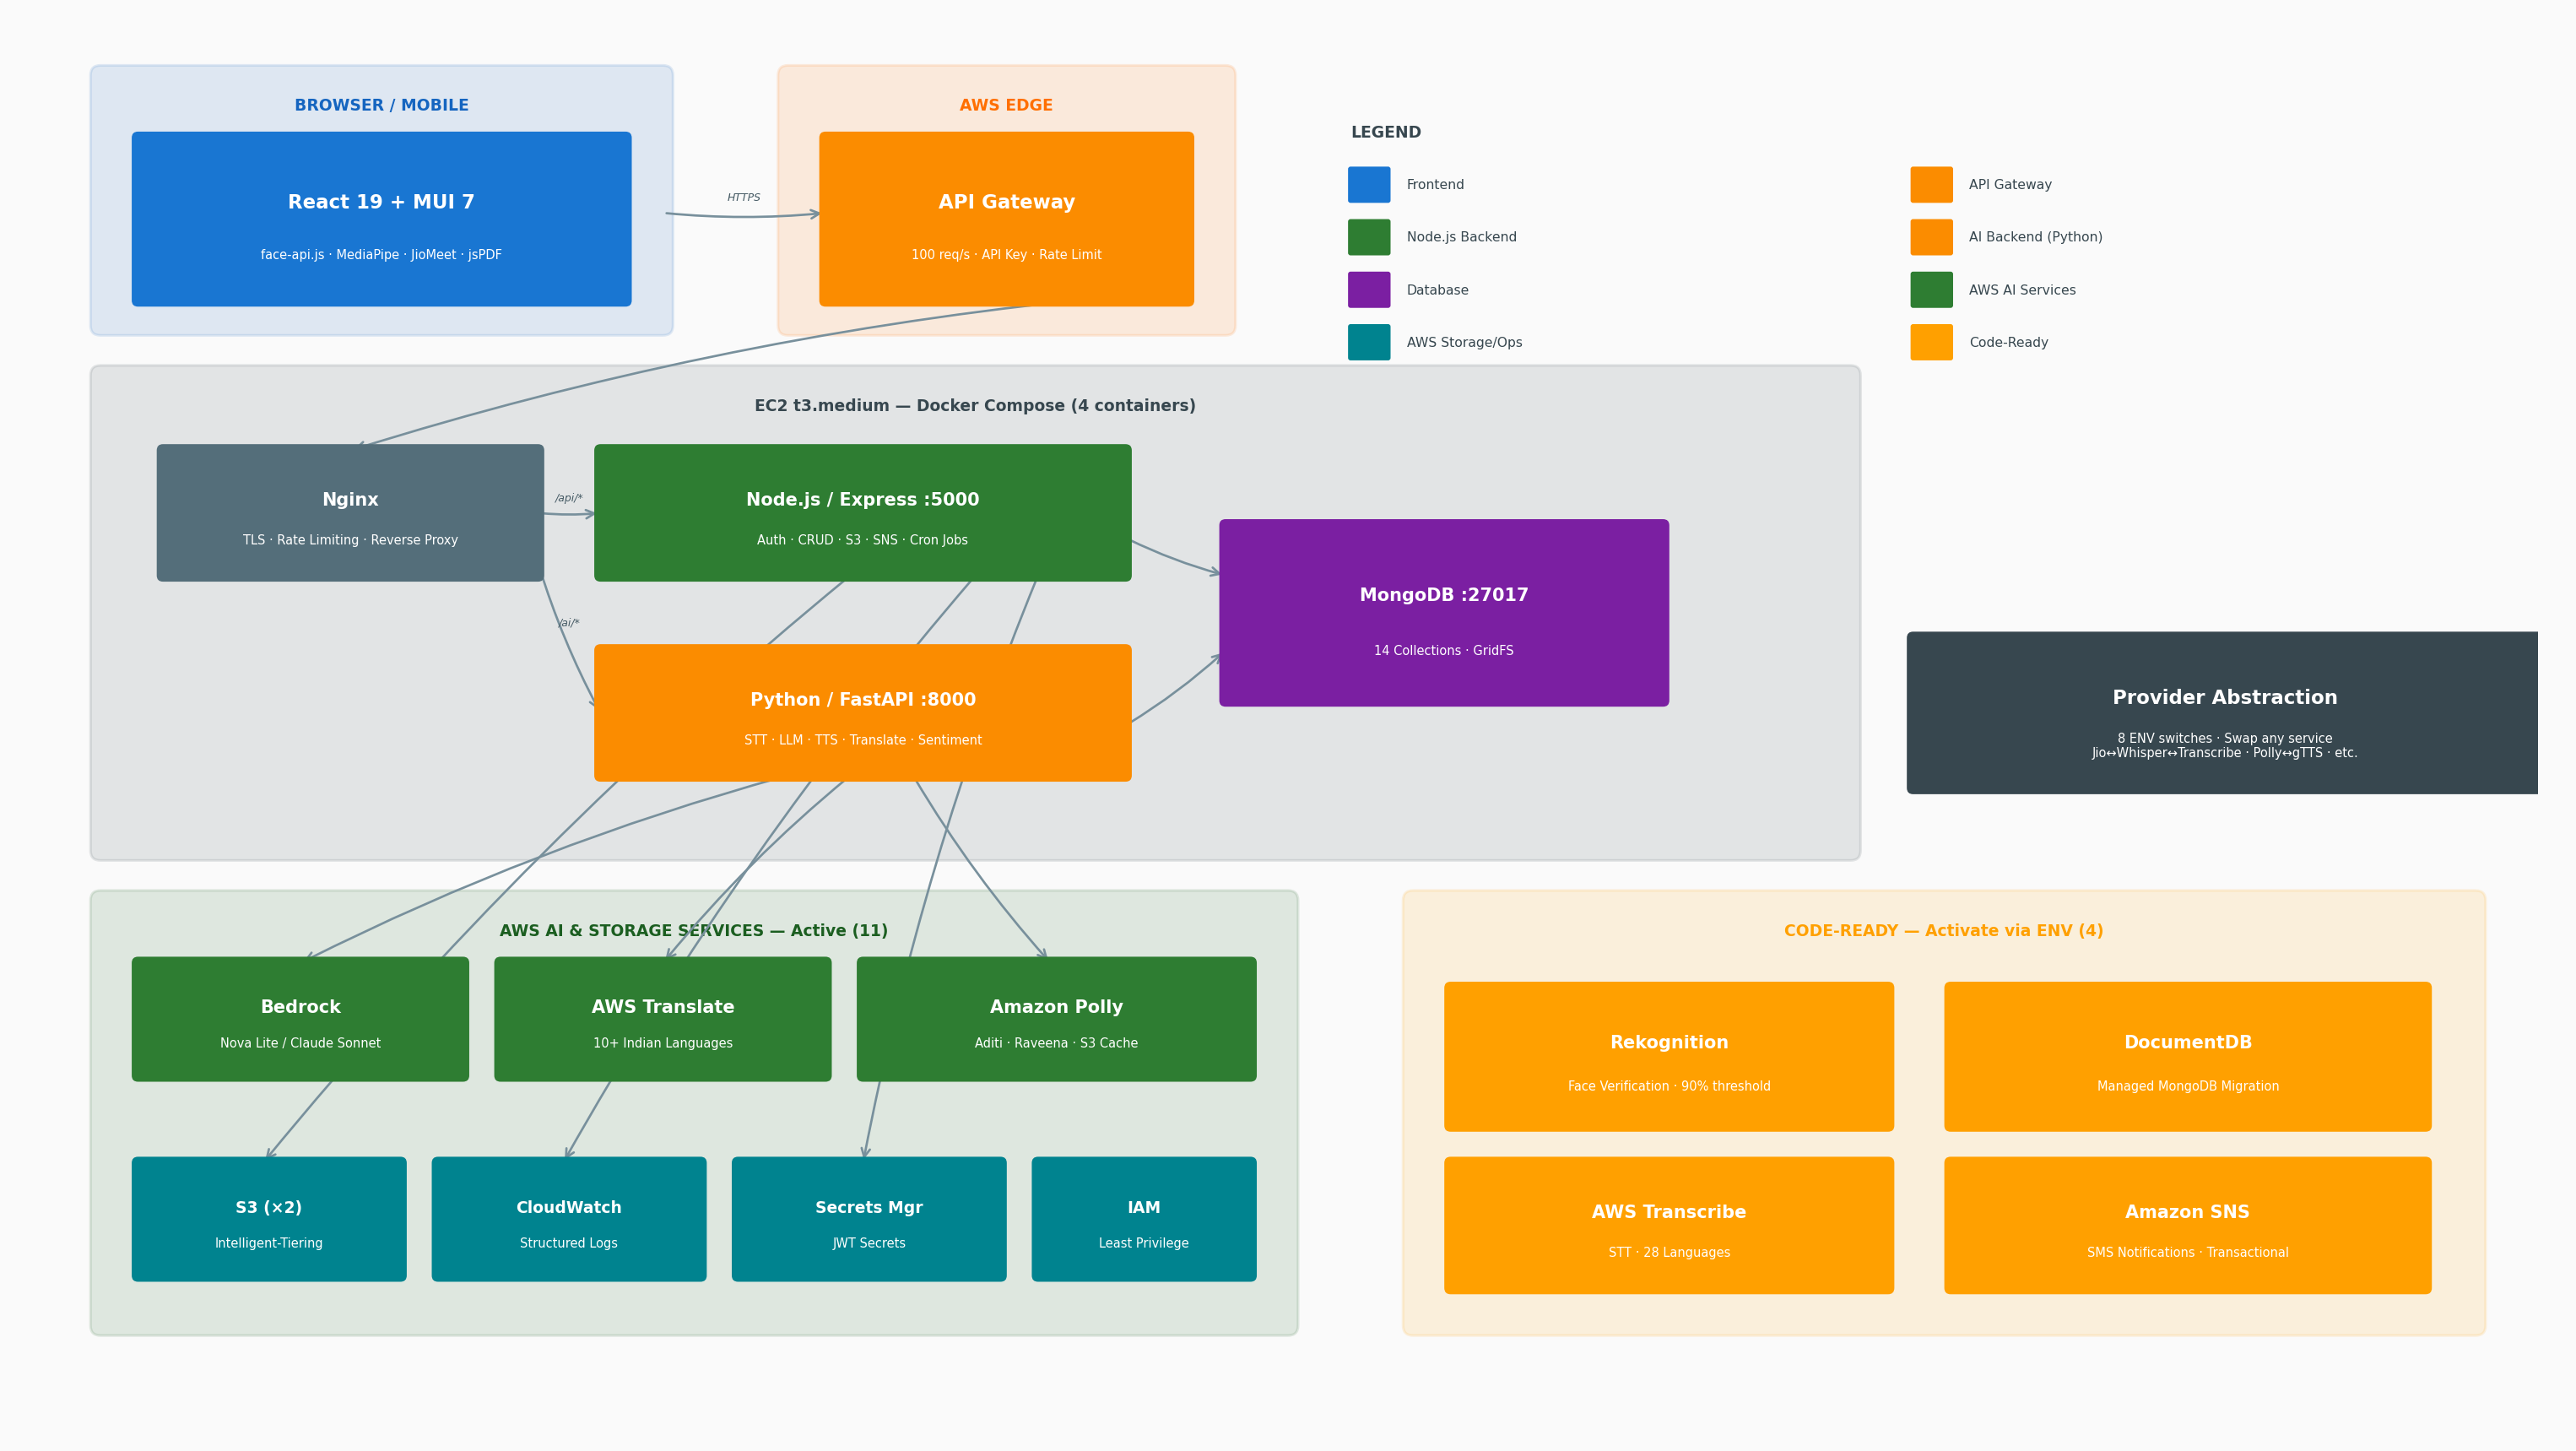 BROWSER / MOBILE
React 19 + MUI 7
face-api.js · MediaPipe · JioMeet · jsPDF
HTTPS
AWS EDGE
API Gateway
100 req/s · API Key · Rate Limit
LEGEND
Frontend
API Gateway
Node.js Backend
AI Backend (Python)
Database
AWS AI Services
AWS Storage/Ops
Code-Ready
EC2 t3.medium — Docker Compose (4 containers)
Nginx
TLS · Rate Limiting · Reverse Proxy
/api/*
Node.js / Express :5000
Auth · CRUD · S3 · SNS · Cron Jobs
/ai/*
MongoDB :27017
14 Collections · GridFS
Python / FastAPI :8000
STT · LLM · TTS · Translate · Sentiment
Provider Abstraction
8 ENV switches · Swap any service
Jio↔Whisper↔Transcribe · Polly↔gTTS · etc.
AWS AI & STORAGE SERVICES — Active (11)
Bedrock
Nova Lite / Claude Sonnet
AWS Translate
10+ Indian Languages
Amazon Polly
Aditi · Raveena · S3 Cache
S3 (×2)
Intelligent-Tiering
CloudWatch
Structured Logs
Secrets Mgr
JWT Secrets
IAM
Least Privilege
CODE-READY — Activate via ENV (4)
Rekognition
Face Verification · 90% threshold
DocumentDB
Managed MongoDB Migration
AWS Transcribe
STT · 28 Languages
Amazon SNS
SMS Notifications · Transactional